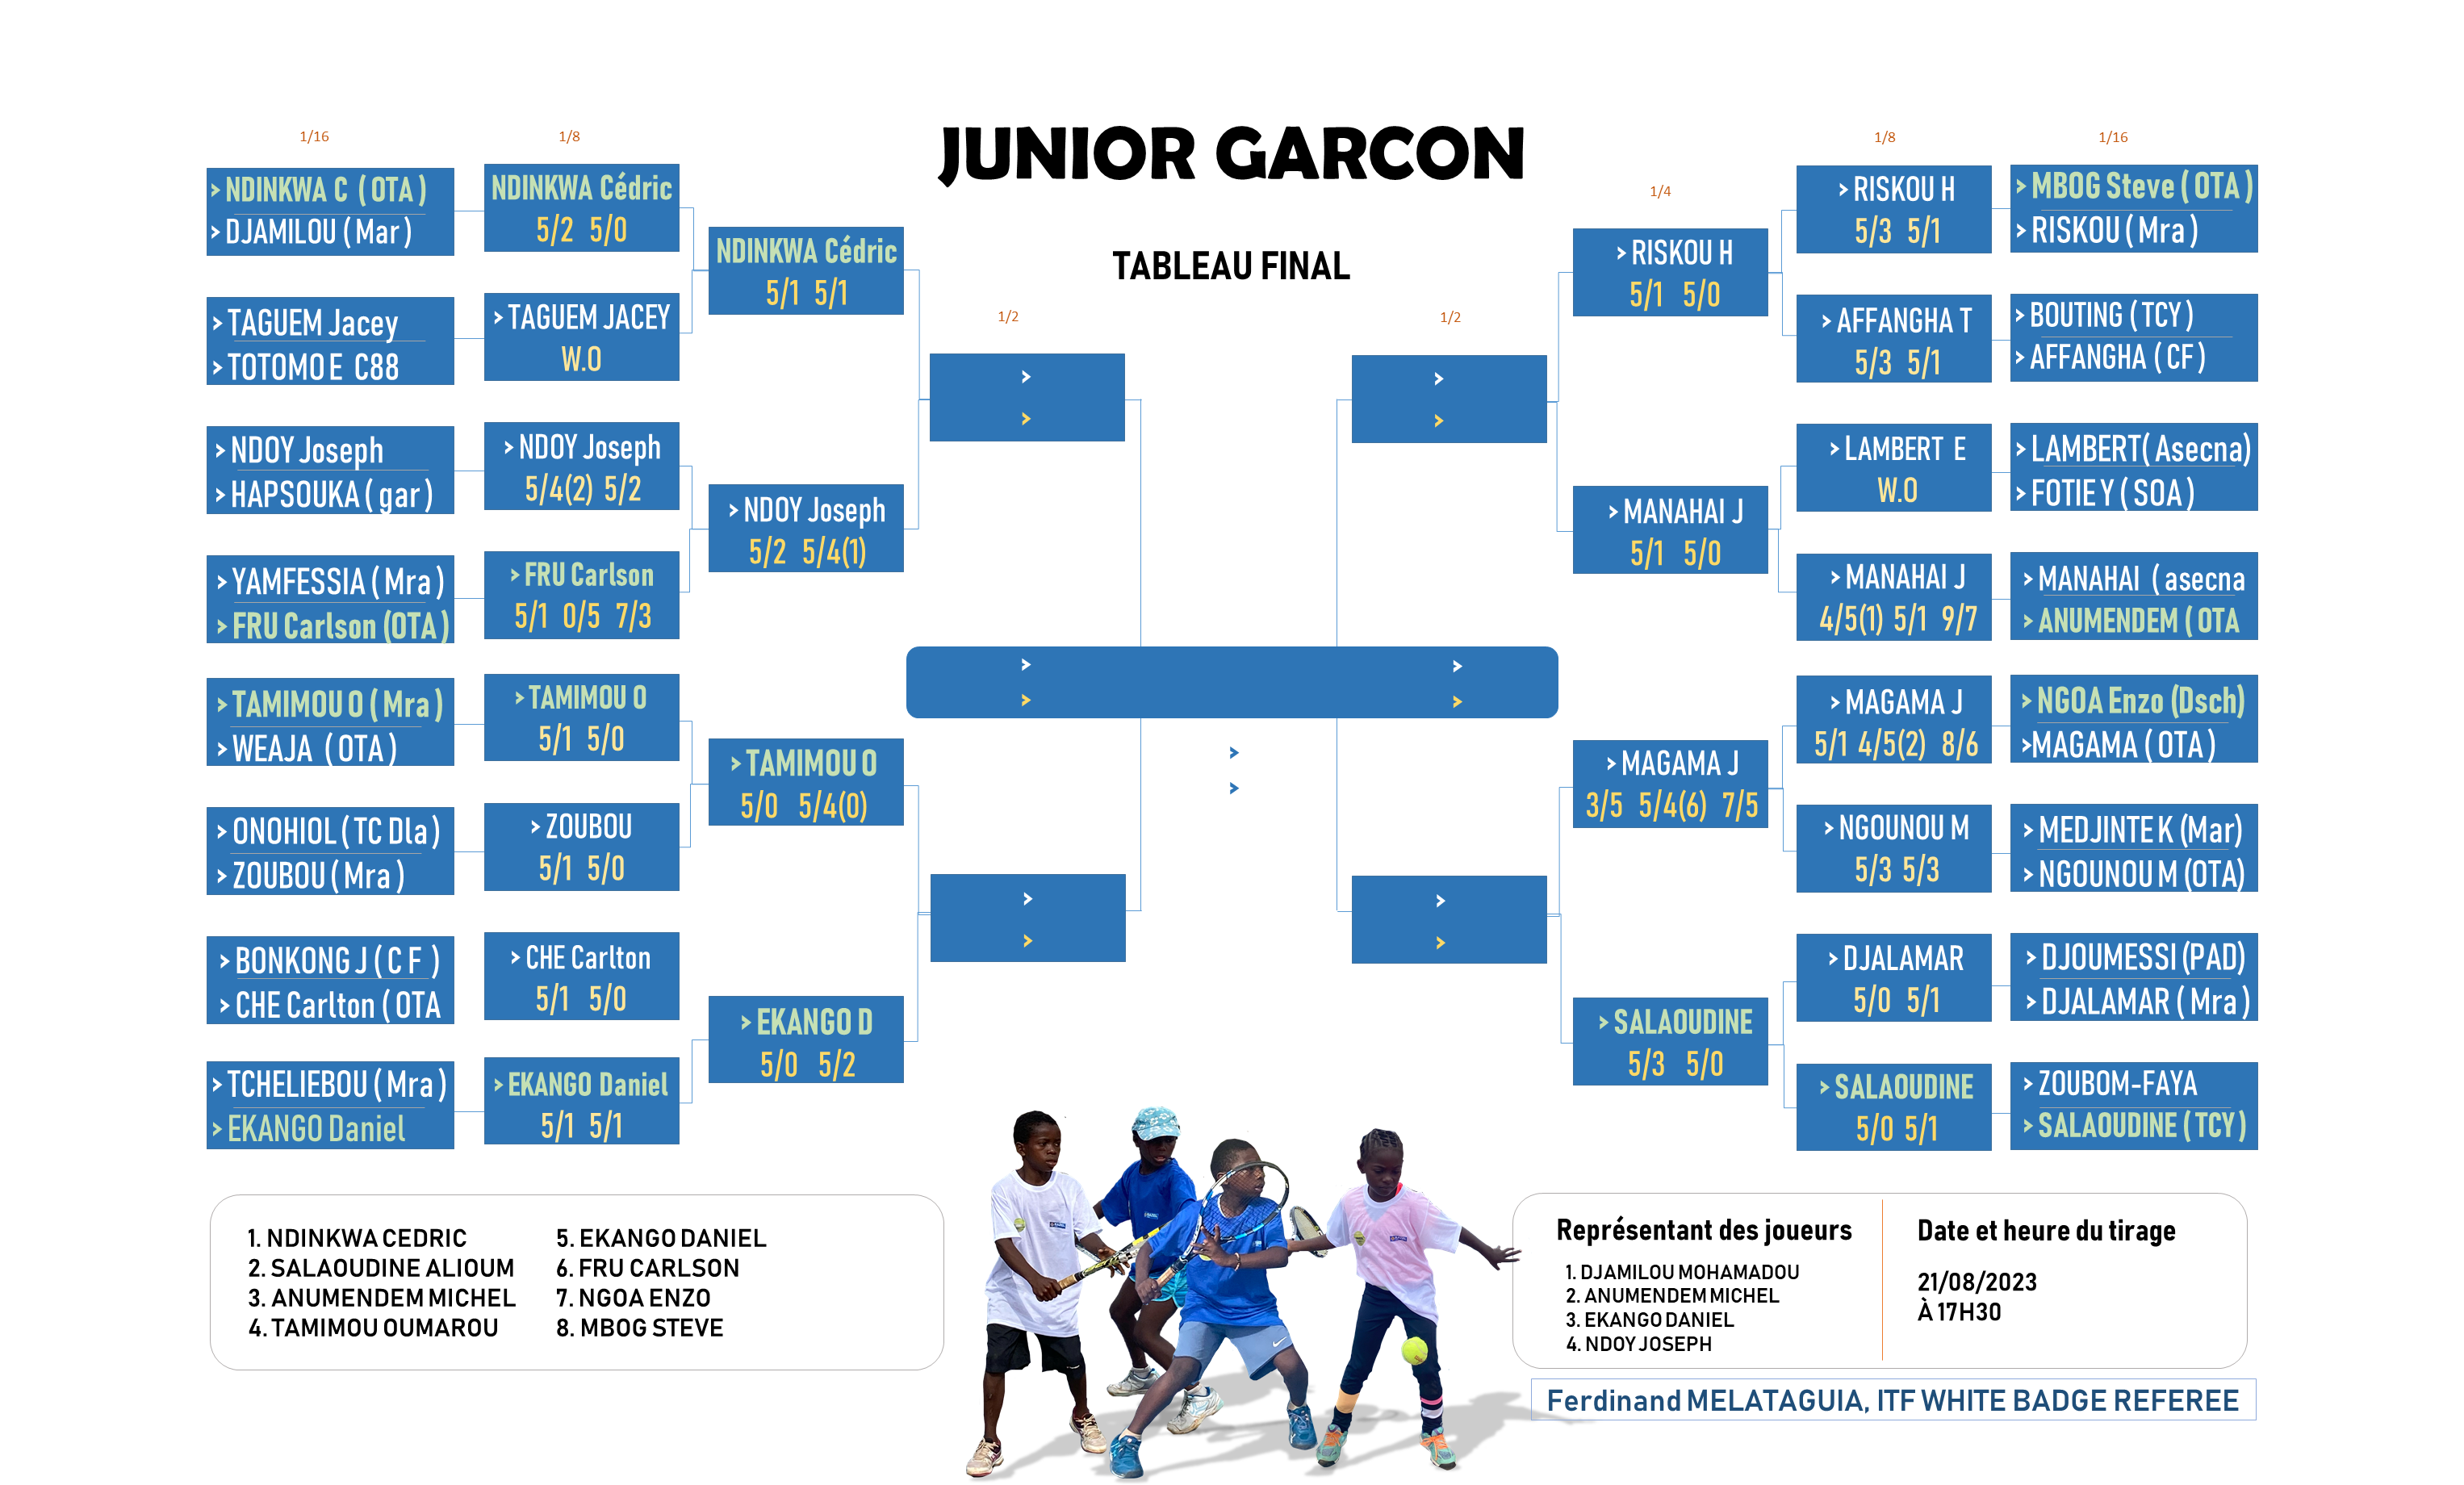 JUNIOR GARCON
TABLEAU FINAL
1/16
> NDINKWA C ( OTA )
> DJAMILOU ( Mar )
> TAGUEM Jacey
> TOTOMO E C88
> NDOY Joseph
> HAPSOUKA ( gar )
> YAMFESSIA ( Mra )
> FRU Carlson (OTA )
> TAMIMOU O ( Mra )
> WEAJA ( OTA )
> ONOHIOL ( TC Dla )
> ZOUBOU ( Mra )
> BONKONG J ( C F )
> CHE Carlton ( OTA
> TCHELIEBOU ( Mra )
> EKANGO Daniel
1/8
NDINKWA Cédric
5/2 5/0
> TAGUEM JACEY
W.O
> NDOY Joseph
5/4(2) 5/2
> FRU Carlson
5/1 0/5 7/3
> TAMIMOU O
5/1 5/0
> ZOUBOU
5/1 5/0
> CHE Carlton
5/1 5/0
> EKANGO Daniel
5/1 5/1
NDINKWA Cédric
5/1 5/1
> NDOY Joseph
5/2 5/4(1)
> TAMIMOU O
5/0 5/4(0)
> EKANGO D
5/0 5/2
1/2
>
>
>
>
>
>
>
>
>
>
1/2
>
>
>
>
1/4
> RISKOU H
5/1 5/0
> MANAHAI J
5/1 5/0
> MAGAMA J
3/5 5/4(6) 7/5
> SALAOUDINE
5/3 5/0
1/8
> RISKOU H
5/3 5/1
> AFFANGHA T
5/3 5/1
> LAMBERT E
W.O
> MANAHAI J
4/5(1) 5/1 9/7
> MAGAMA J
5/1 4/5(2) 8/6
> NGOUNOU M
5/3 5/3
> DJALAMAR
5/0 5/1
> SALAOUDINE
5/0 5/1
1/16
> MBOG Steve ( OTA )
> RISKOU ( Mra )
> BOUTING ( TCY )
> AFFANGHA ( CF )
> LAMBERT( Asecna)
> FOTIE Y ( SOA )
> MANAHAI ( asecna
> ANUMENDEM ( OTA
> NGOA Enzo (Dsch)
>MAGAMA ( OTA )
> MEDJINTE K (Mar)
> NGOUNOU M (OTA)
> DJOUMESSI (PAD)
> DJALAMAR ( Mra )
> ZOUBOM-FAYA
> SALAOUDINE ( TCY )
1. NDINKWA CEDRIC
2. SALAOUDINE ALIOUM
3. ANUMENDEM MICHEL
4. TAMIMOU OUMAROU
5. EKANGO DANIEL
6. FRU CARLSON
7. NGOA ENZO
8. MBOG STEVE
Représentant des joueurs
1. DJAMILOU MOHAMADOU
2. ANUMENDEM MICHEL
3. EKANGO DANIEL
4. NDOY JOSEPH
Date et heure du tirage
21/08/2023
À 17H30
Ferdinand MELATAGUIA, ITF WHITE BADGE REFEREE